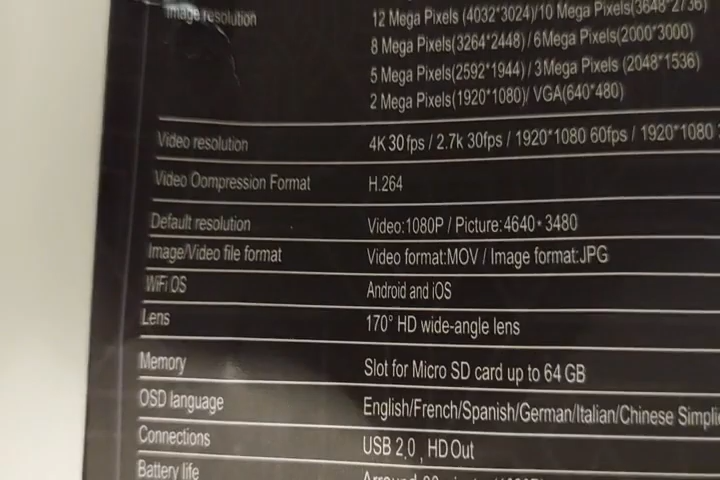 Image resolution 12 Mega Pixels (4032*3024)/10 Mega Pixels(3648*2736)
8 Mega Pixels(3264*2448) / 6Mega Pixels(2000*3000)
5 Mega Pixels(2592*1944) / 3Mega Pixels (2048*1536)
2 Mega Pixels(1920*1080)/ VGA(640*480)
Video resolution 4K 30 fps / 2.7k 30fps / 1920*1080 60fps / 1920*1080
Video Oompression Format H.264
Default resolution Video:1080P / Picture:4640*3480
Image/Video file format Video format:MOV / Image format:JPG
WiFi OS Android and iOS
Lens 170° HD wide-angle lens
Memory Slot for Micro SD card up to 64 GB
OSD language English/French/Spanish/German/Italian/Chinese
Connections USB 2.0 , HD Out
Battery life